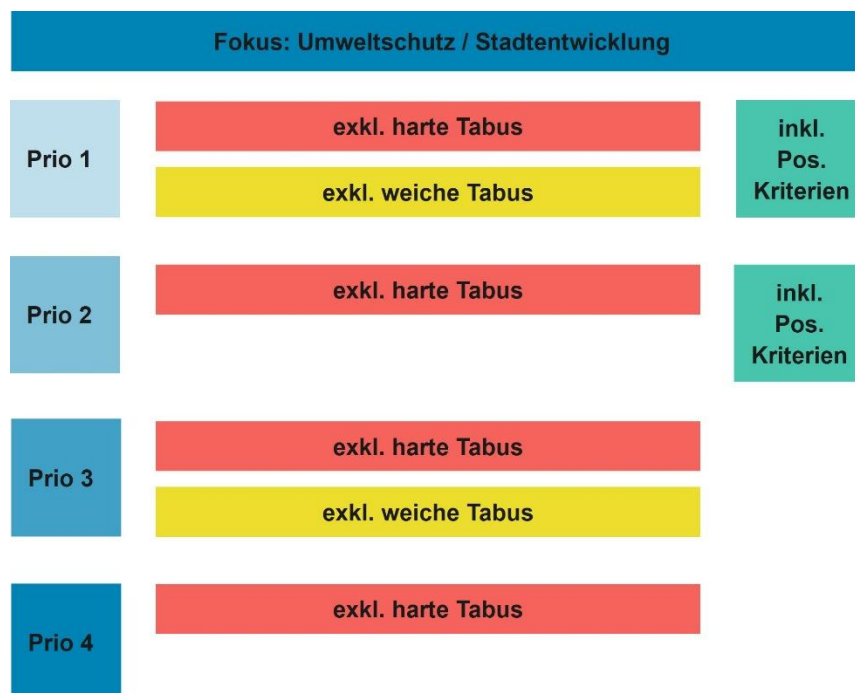 Fokus: Umweltschutz / Stadtentwicklung
Prio 1
exkl. harte Tabus
exkl. weiche Tabus
inkl.
Pos.
Kriterien
Prio 2
exkl. harte Tabus
inkl.
Pos.
Kriterien
Prio 3
exkl. harte Tabus
exkl. weiche Tabus
Prio 4
exkl. harte Tabus